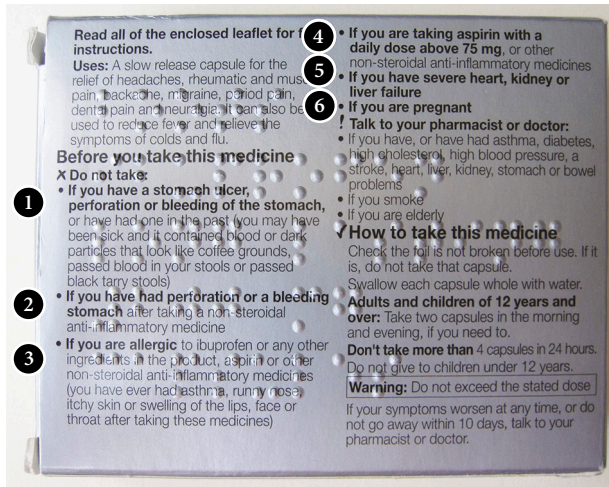 Read all of the enclosed leaflet for f
instructions.
Uses: A slow release capsule for the
relief of headaches, rheumatic and musc
pain, backache, migraine, period pain,
dental pain and neuralgia. It can also be
used to reduce fever and relieve the
symptoms of colds and flu.
Before you take this medicine
✗ Do not take:
1
• If you have a stomach ulcer,
perforation or bleeding of the stomach,
or have had one in the past (you may have
been sick and it contained blood or dark
particles that look like coffee grounds,
passed blood in your stools or passed
black tarry stools)
2
• If you have had perforation or a bleeding
stomach after taking a non-steroidal
anti-inflammatory medicine
3
• If you are allergic to ibuprofen or any other
ingredients in the product, aspirin or other
non-steroidal anti-inflammatory medicines
(you have ever had asthma, runny nose,
itchy skin or swelling of the lips, face or
throat after taking these medicines)
4
• If you are taking aspirin with a
daily dose above 75 mg, or other
non-steroidal anti-inflammatory medicines
5
• If you have severe heart, kidney or
liver failure
6
• If you are pregnant
! Talk to your pharmacist or doctor:
• If you have, or have had asthma, diabetes,
high cholesterol, high blood pressure, a
stroke, heart, liver, kidney, stomach or bowel
problems
• If you smoke
• If you are elderly
✓ How to take this medicine
Check the foil is not broken before use. If it
is, do not take that capsule.
Swallow each capsule whole with water.
Adults and children of 12 years and
over: Take two capsules in the morning
and evening, if you need to.
Don't take more than 4 capsules in 24 hours.
Do not give to children under 12 years.
Warning: Do not exceed the stated dose
If your symptoms worsen at any time, or do
not go away within 10 days, talk to your
pharmacist or doctor.